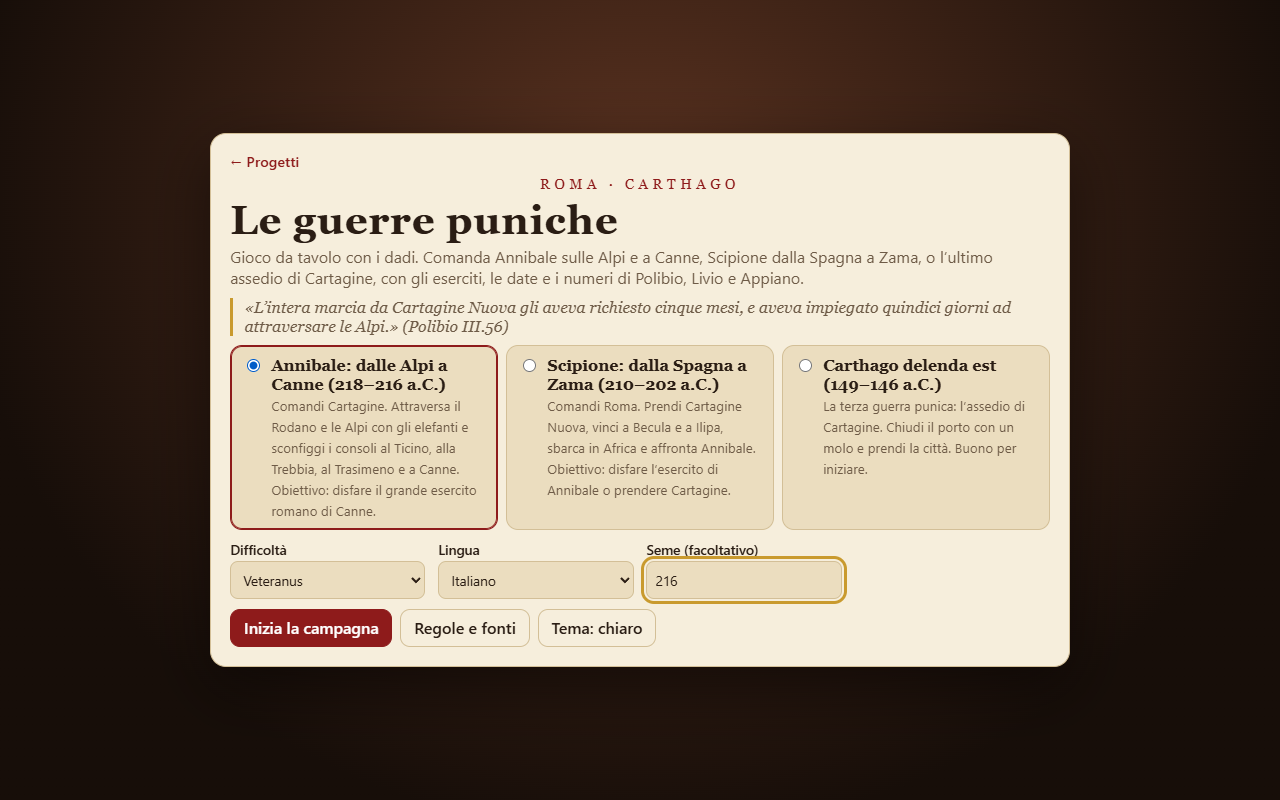 ← Progetti
ROMA · CARTHAGO
Le guerre puniche
Gioco da tavolo con i dadi. Comanda Annibale sulle Alpi e a Canne, Scipione dalla Spagna a Zama, o l’ultimo
assedio di Cartagine, con gli eserciti, le date e i numeri di Polibio, Livio e Appiano.
«L’intera marcia da Cartagine Nuova gli aveva richiesto cinque mesi, e aveva impiegato quindici giorni ad
attraversare le Alpi.» (Polibio III.56)
Annibale: dalle Alpi a
Canne (218–216 a.C.)
Comandi Cartagine. Attraversa il
Rodano e le Alpi con gli elefanti e
sconfiggi i consoli al Ticino, alla
Trebbia, al Trasimeno e a Canne.
Obiettivo: disfare il grande esercito
romano di Canne.
Scipione: dalla Spagna a
Zama (210–202 a.C.)
Comandi Roma. Prendi Cartagine
Nuova, vinci a Becula e a Ilipa,
sbarca in Africa e affronta Annibale.
Obiettivo: disfare l’esercito di
Annibale o prendere Cartagine.
Carthago delenda est
(149–146 a.C.)
La terza guerra punica: l’assedio di
Cartagine. Chiudi il porto con un
molo e prendi la città. Buono per
iniziare.
Difficoltà
Veteranus
Lingua
Italiano
Seme (facoltativo)
216
Inizia la campagna
Regole e fonti
Tema: chiaro